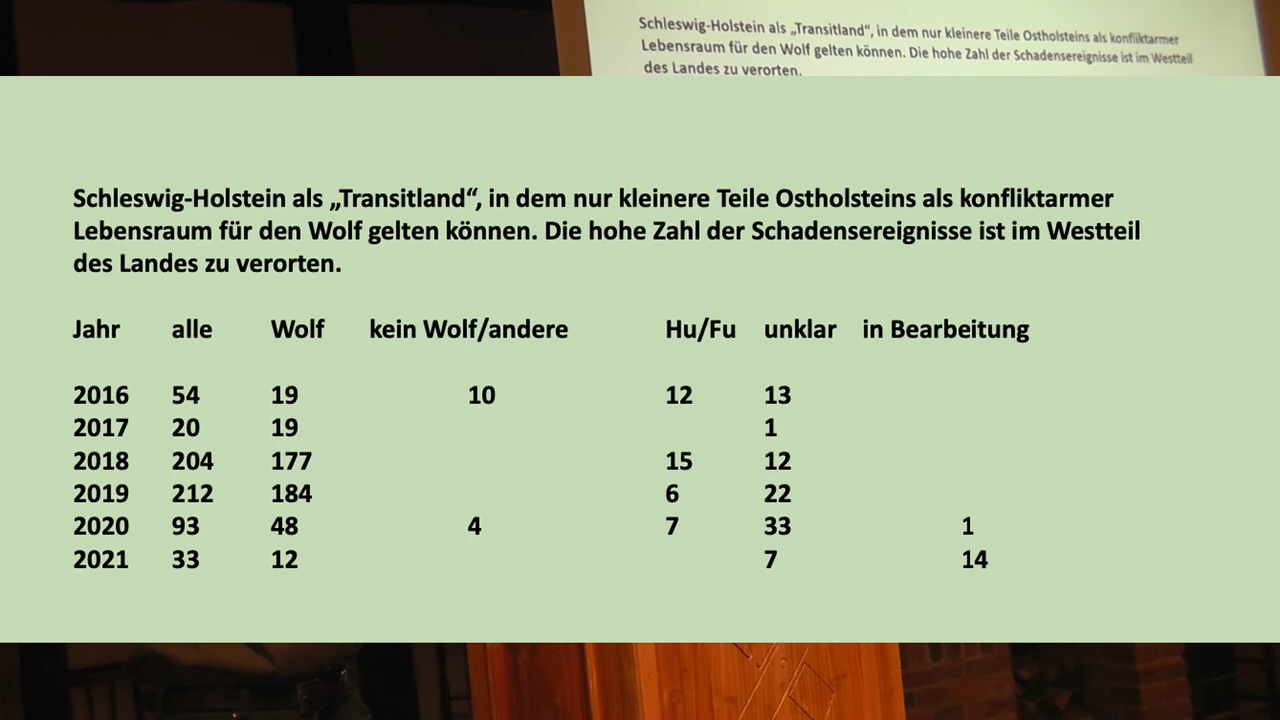 Schleswig-Holstein als „Transitland“, in dem nur kleinere Teile Ostholsteins als konfliktarmer
Lebensraum für den Wolf gelten können. Die hohe Zahl der Schadensereignisse ist im Westteil
des Landes zu verorten.
Schleswig-Holstein als „Transitland“, in dem nur kleinere Teile Ostholsteins als konfliktarmer
Lebensraum für den Wolf gelten können. Die hohe Zahl der Schadensereignisse ist im Westteil
des Landes zu verorten.
Jahr alle Wolf kein Wolf/andere Hu/Fu unklar in Bearbeitung
2016 54 19 10 12 13
2017 20 19 1
2018 204 177 15 12
2019 212 184 6 22
2020 93 48 4 7 33 1
2021 33 12 7 14